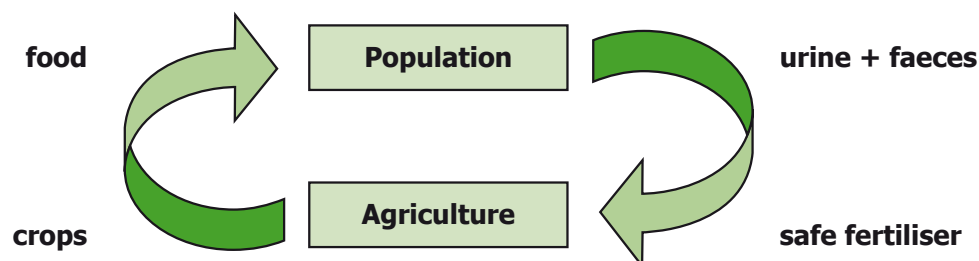 food
Population
urine + faeces
crops
Agriculture
safe fertiliser